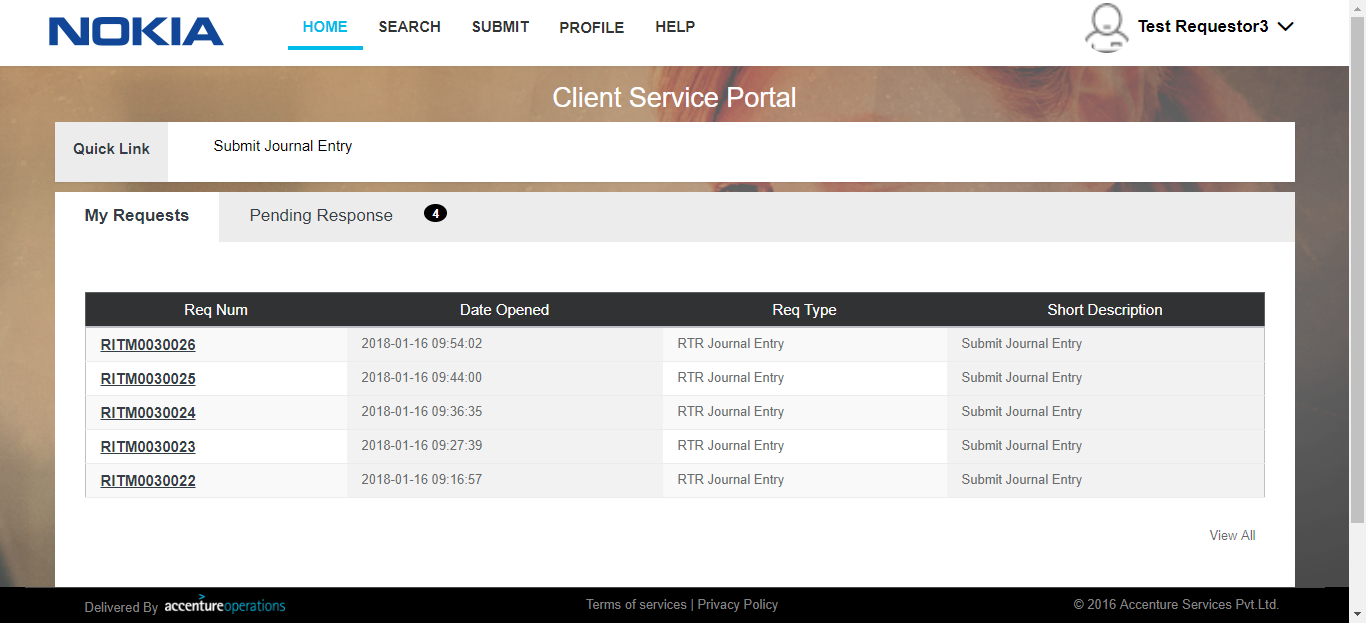 NOKIA
HOME SEARCH SUBMIT PROFILE HELP
Test Requestor3
Client Service Portal
Quick Link Submit Journal Entry
My Requests Pending Response 4
Req Num Date Opened Req Type Short Description
RITM0030026 2018-01-16 09:54:02 RTR Journal Entry Submit Journal Entry
RITM0030025 2018-01-16 09:44:00 RTR Journal Entry Submit Journal Entry
RITM0030024 2018-01-16 09:36:35 RTR Journal Entry Submit Journal Entry
RITM0030023 2018-01-16 09:27:39 RTR Journal Entry Submit Journal Entry
RITM0030022 2018-01-16 09:16:57 RTR Journal Entry Submit Journal Entry
View All
Delivered By accentureoperations Terms of services | Privacy Policy © 2016 Accenture Services Pvt.Ltd.